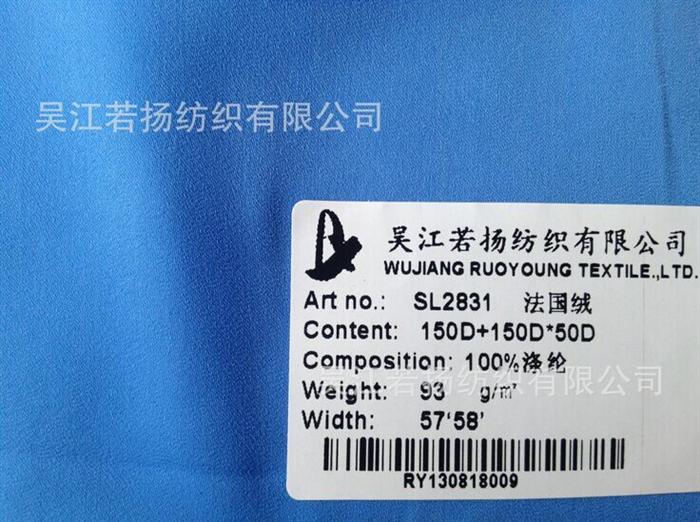 吴江若扬纺织有限公司
吴江若扬纺织有限公司
WUJIANG RUOYOUNG TEXTILE.,LTD.
Art no.: SL2831 法国绒
Content: 150D+150D*50D
Composition: 100%涤纶
吴江若扬纺织有限公司
Weight: 93 g/m²
Width: 57'58'
RY130818009